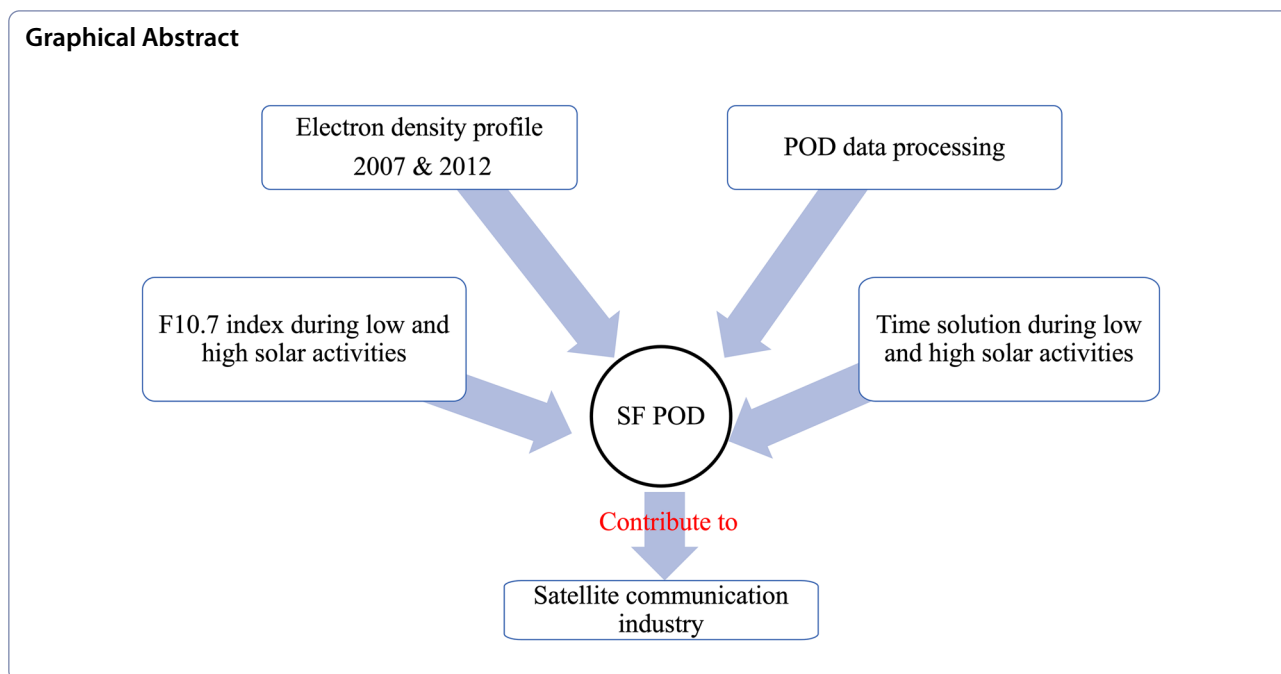 Graphical Abstract
Electron density profile
2007 & 2012
POD data processing
F10.7 index during low and
high solar activities
Time solution during low
and high solar activities
SF POD
Contribute to
Satellite communication
industry